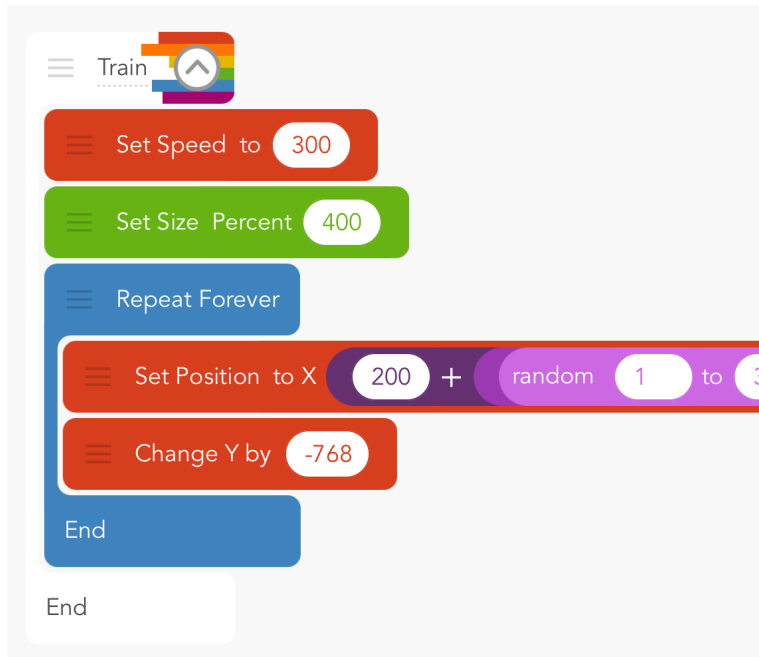 Train
Set Speed to 300
Set Size Percent 400
Repeat Forever
Set Position to X 200 + random 1 to
Change Y by -768
End
End